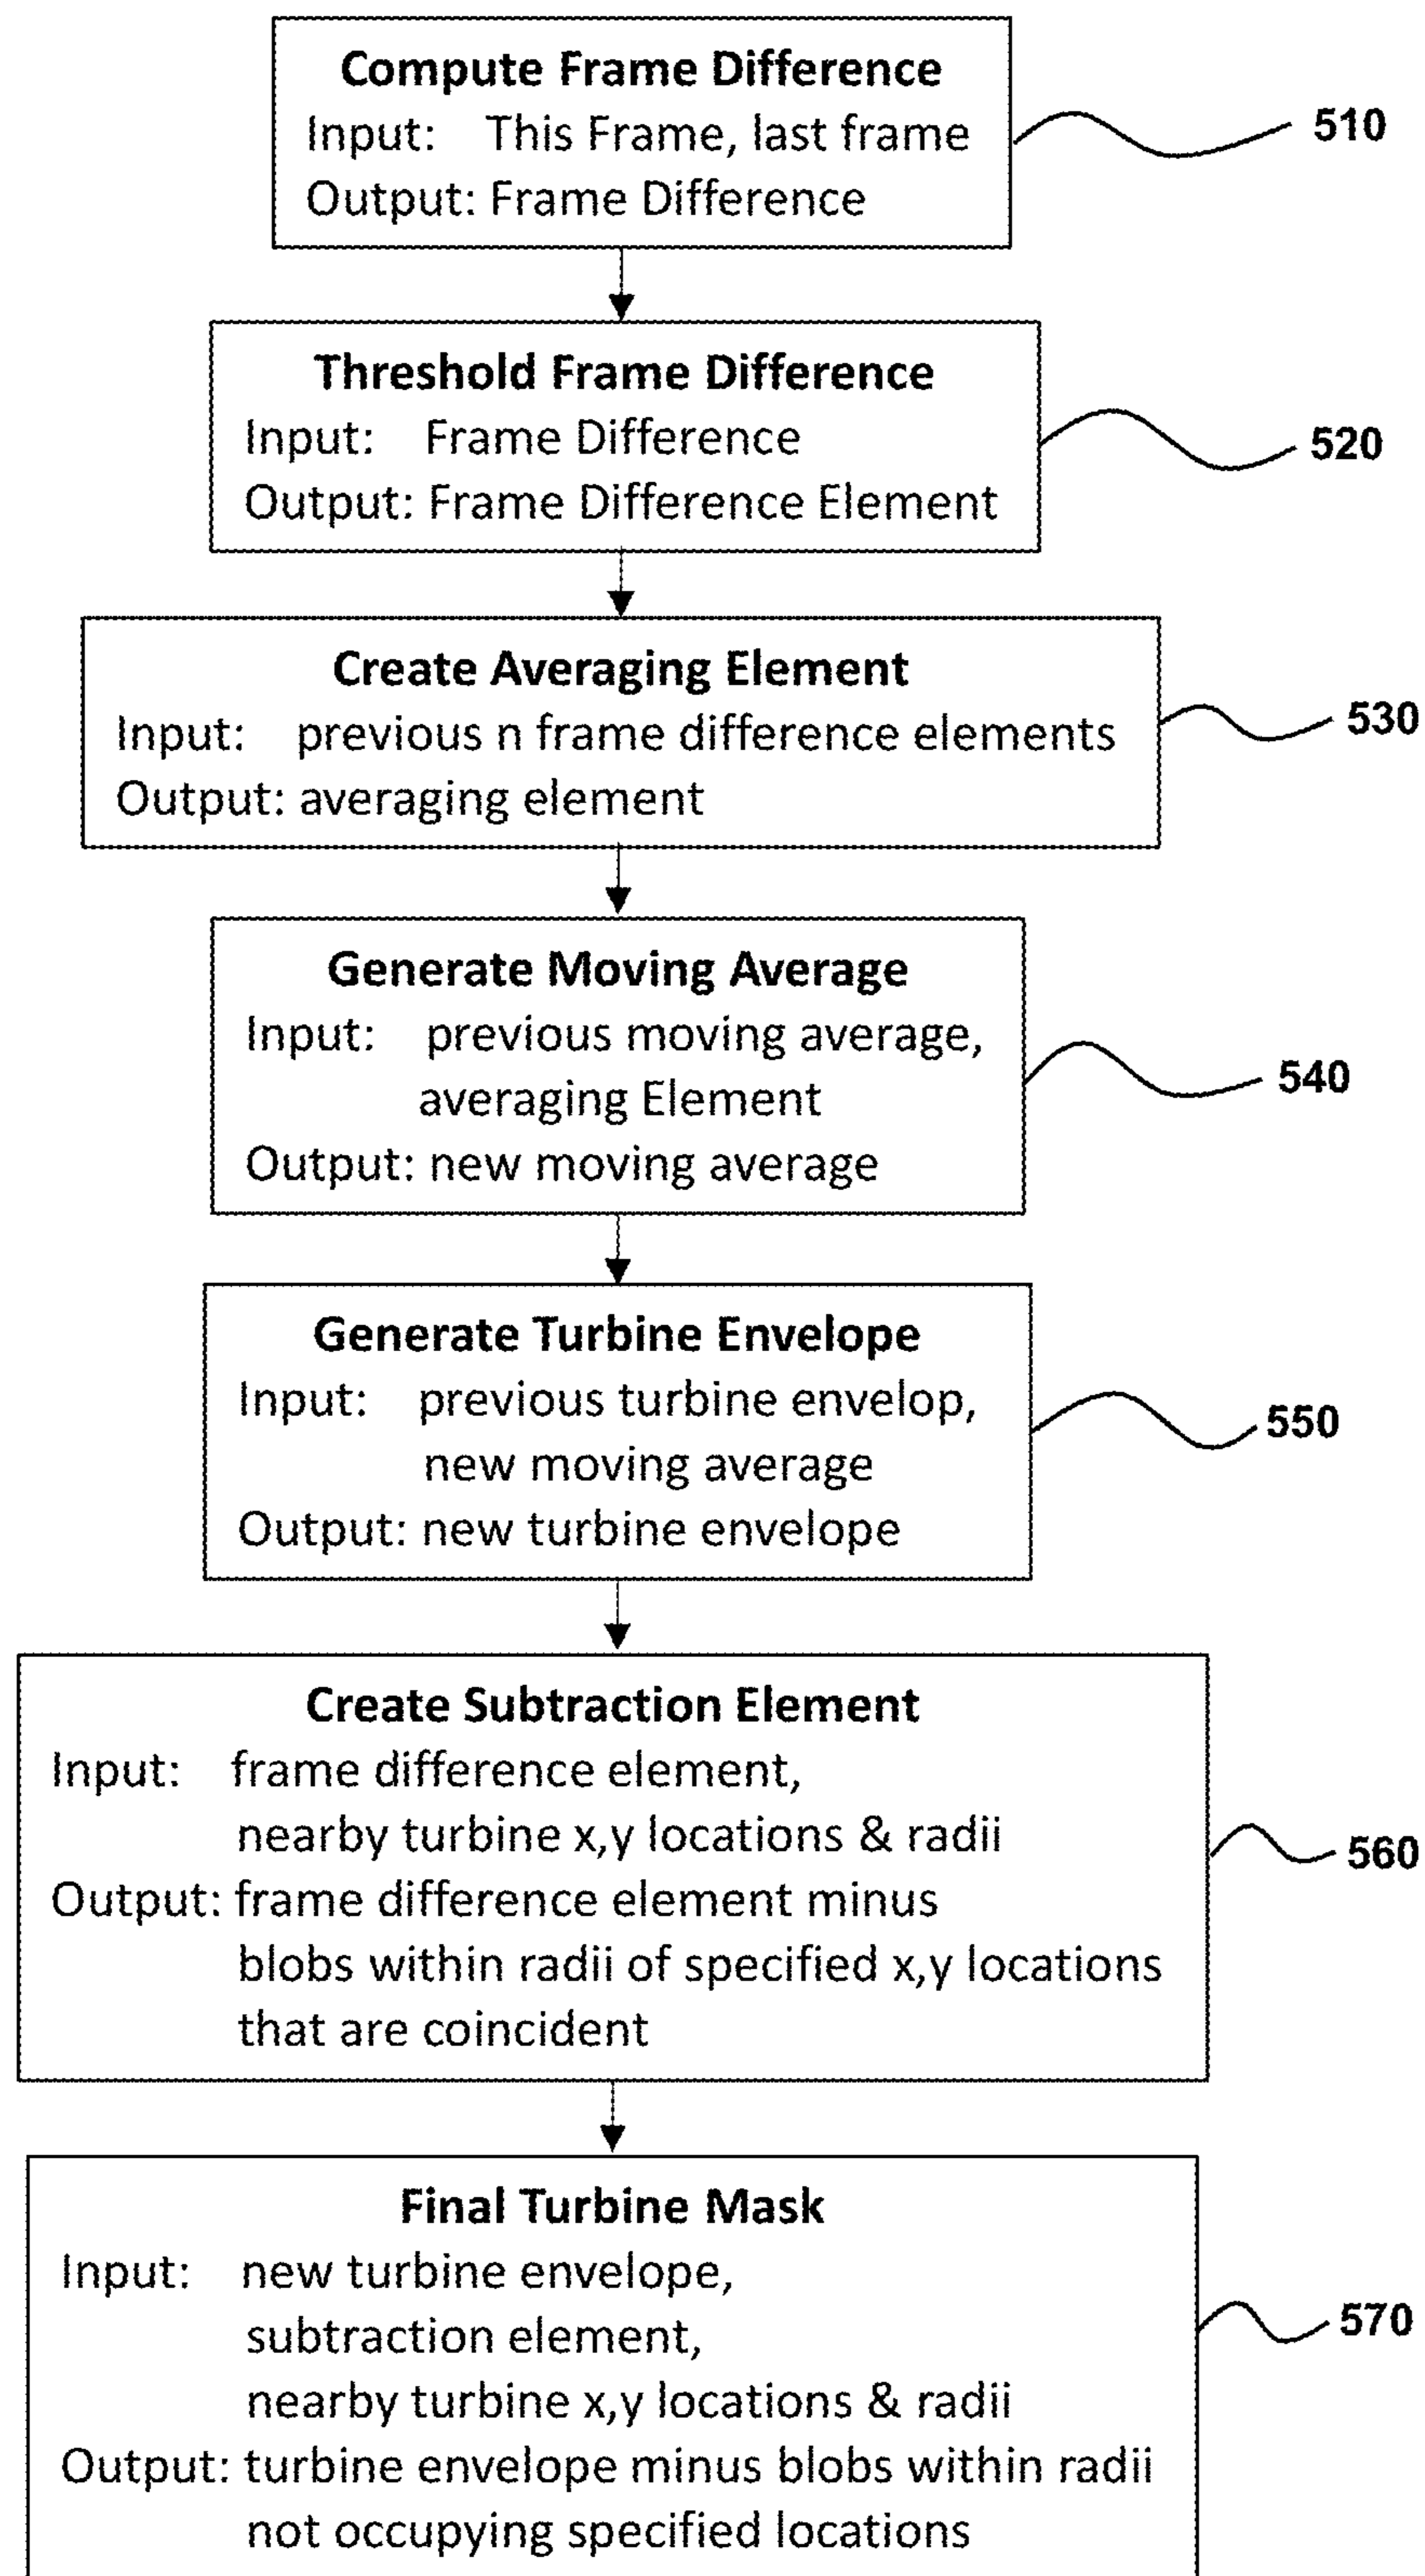 Compute Frame Difference
Input: This Frame, last frame
Output: Frame Difference
510
Threshold Frame Difference
Input: Frame Difference
Output: Frame Difference Element
520
Create Averaging Element
Input: previous n frame difference elements
Output: averaging element
530
Generate Moving Average
Input: previous moving average,
averaging Element
Output: new moving average
540
Generate Turbine Envelope
Input: previous turbine envelop,
new moving average
Output: new turbine envelope
550
Create Subtraction Element
Input: frame difference element,
nearby turbine x,y locations & radii
Output: frame difference element minus
blobs within radii of specified x,y locations
that are coincident
560
Final Turbine Mask
Input: new turbine envelope,
subtraction element,
nearby turbine x,y locations & radii
Output: turbine envelope minus blobs within radii
not occupying specified locations
570